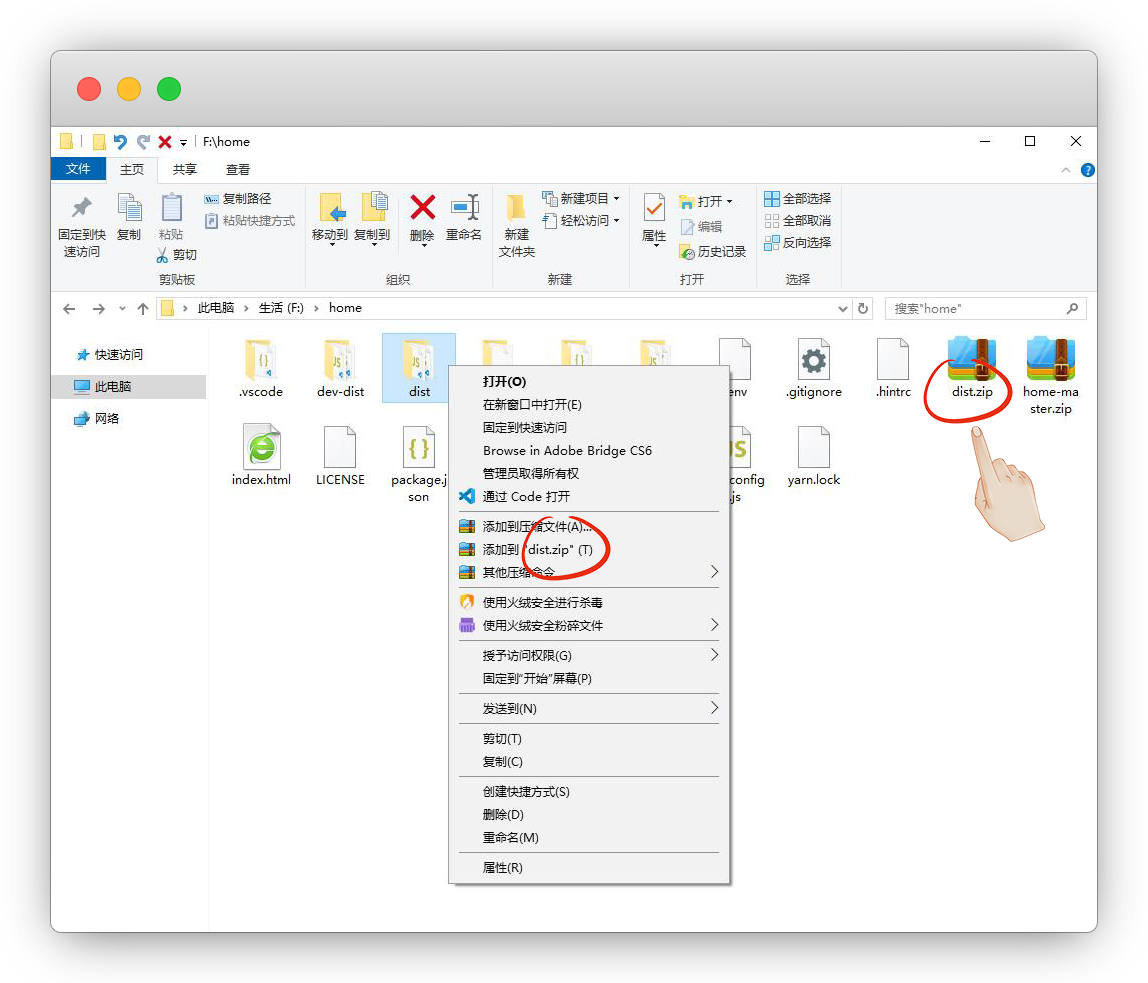 F:\home
文件 主页 共享 查看
固定到快
速访问
复制
粘贴
复制路径
粘贴快捷方式
剪切
剪贴板
移动到
复制到
删除
重命名
组织
新建
文件夹
新建项目
轻松访问
新建
属性
打开
编辑
历史记录
打开
全部选择
全部取消
反向选择
选择
此电脑 生活 (F:) home
搜索"home"
快速访问
此电脑
网络
.vscode
dev-dist
dist
env
.gitignore
.hintrc
dist.zip
home-ma
ster.zip
index.html
LICENSE
package.j
son
config
.js
yarn.lock
打开(O)
在新窗口中打开(E)
固定到快速访问
Browse in Adobe Bridge CS6
管理员取得所有权
通过 Code 打开
添加到压缩文件(A)...
添加到 "dist.zip" (T)
其他压缩命令
使用火绒安全进行杀毒
使用火绒安全粉碎文件
授予访问权限(G)
固定到"开始"屏幕(P)
发送到(N)
剪切(T)
复制(C)
创建快捷方式(S)
删除(D)
重命名(M)
属性(R)